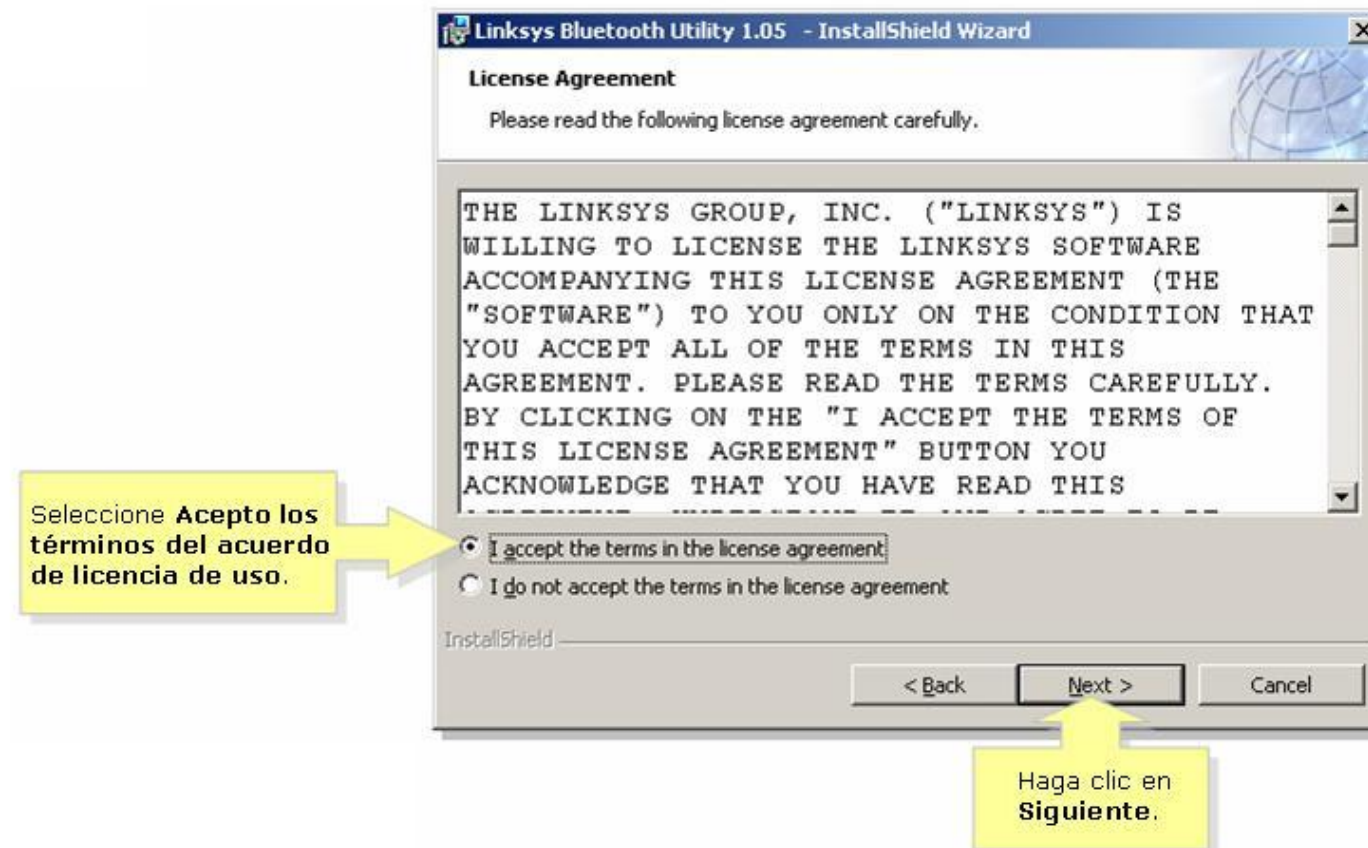 Linksys Bluetooth Utility 1.05 - InstallShield Wizard
License Agreement
Please read the following license agreement carefully.
THE LINKSYS GROUP, INC. ("LINKSYS") IS
WILLING TO LICENSE THE LINKSYS SOFTWARE
ACCOMPANYING THIS LICENSE AGREEMENT (THE
"SOFTWARE") TO YOU ONLY ON THE CONDITION THAT
YOU ACCEPT ALL OF THE TERMS IN THIS
AGREEMENT. PLEASE READ THE TERMS CAREFULLY.
BY CLICKING ON THE "I ACCEPT THE TERMS OF
THIS LICENSE AGREEMENT" BUTTON YOU
ACKNOWLEDGE THAT YOU HAVE READ THIS
Seleccione Acepto los
términos del acuerdo
de licencia de uso.
I accept the terms in the license agreement
I do not accept the terms in the license agreement
InstallShield
< Back
Next >
Cancel
Haga clic en
Siguiente.